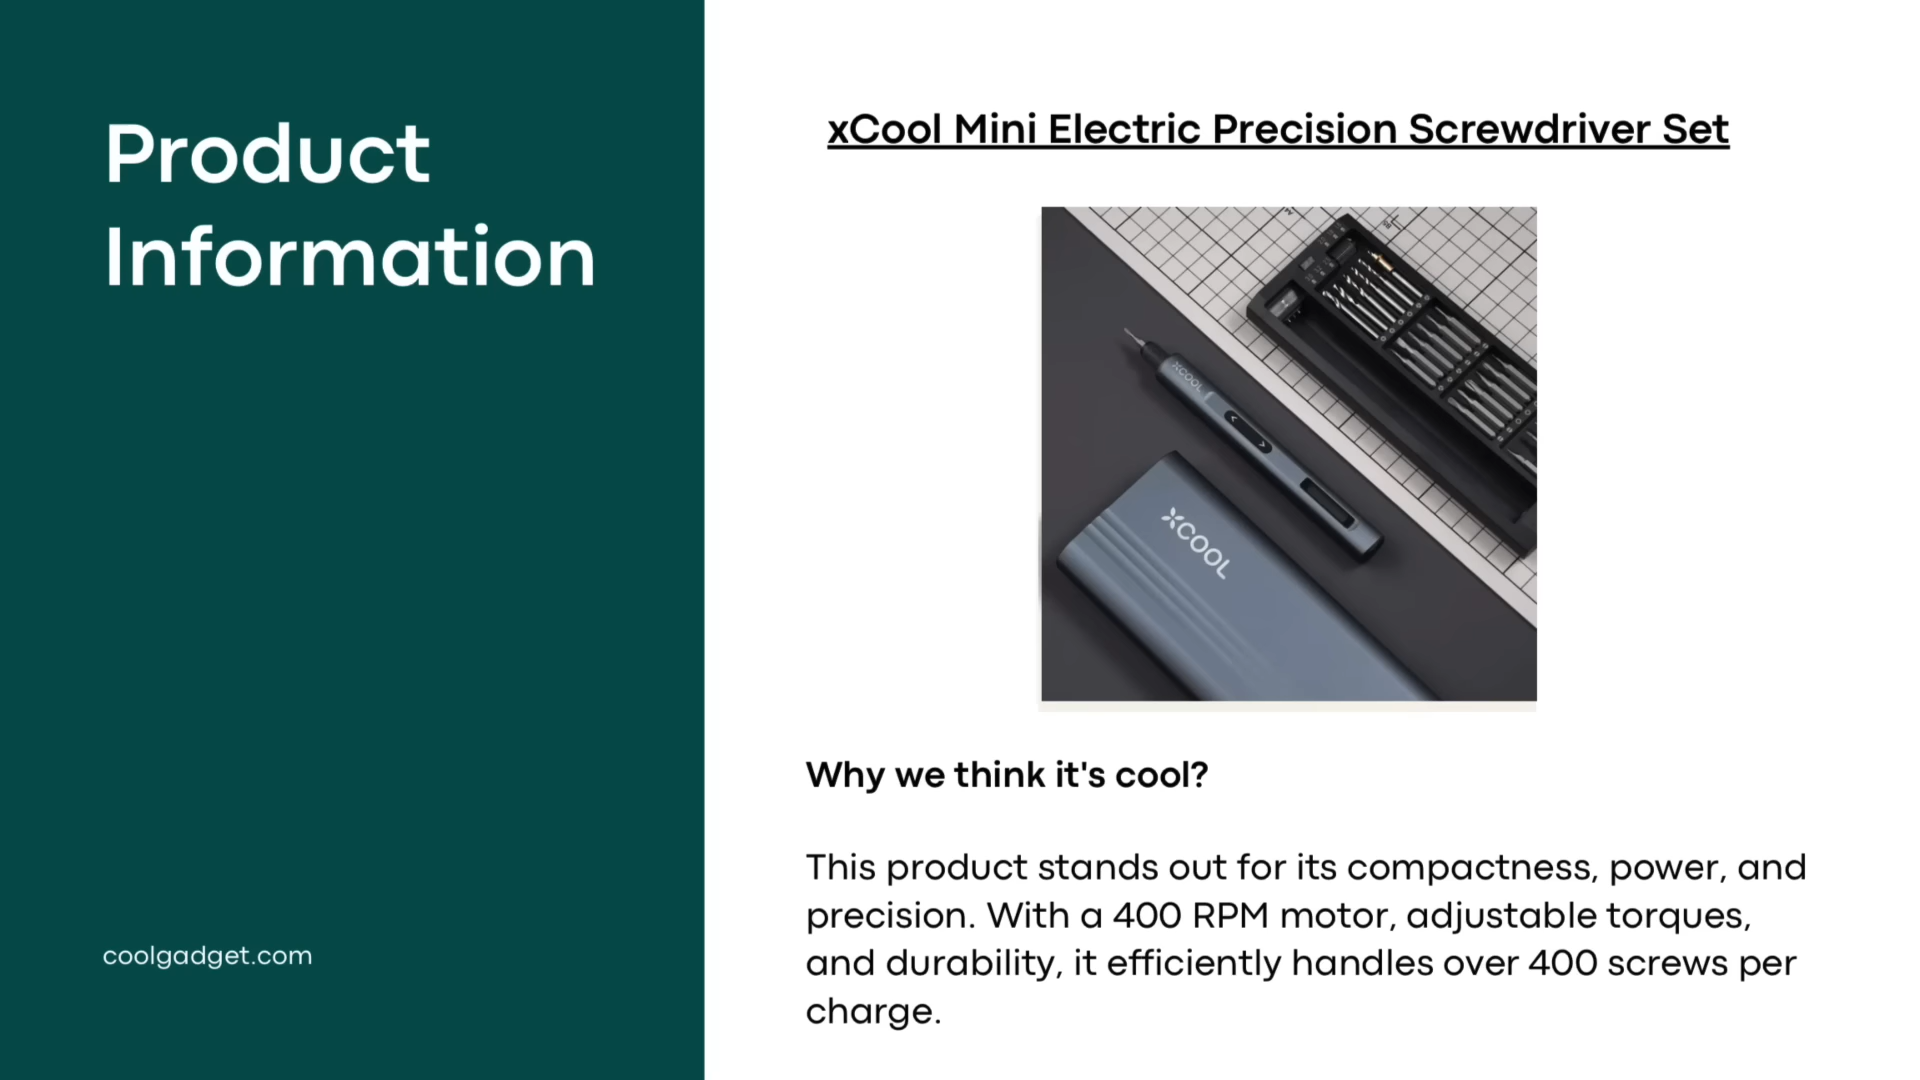 Product
Information
coolgadget.com
xCool Mini Electric Precision Screwdriver Set
XCOOL
XCOOL
Why we think it's cool?
This product stands out for its compactness, power, and
precision. With a 400 RPM motor, adjustable torques,
and durability, it efficiently handles over 400 screws per
charge.